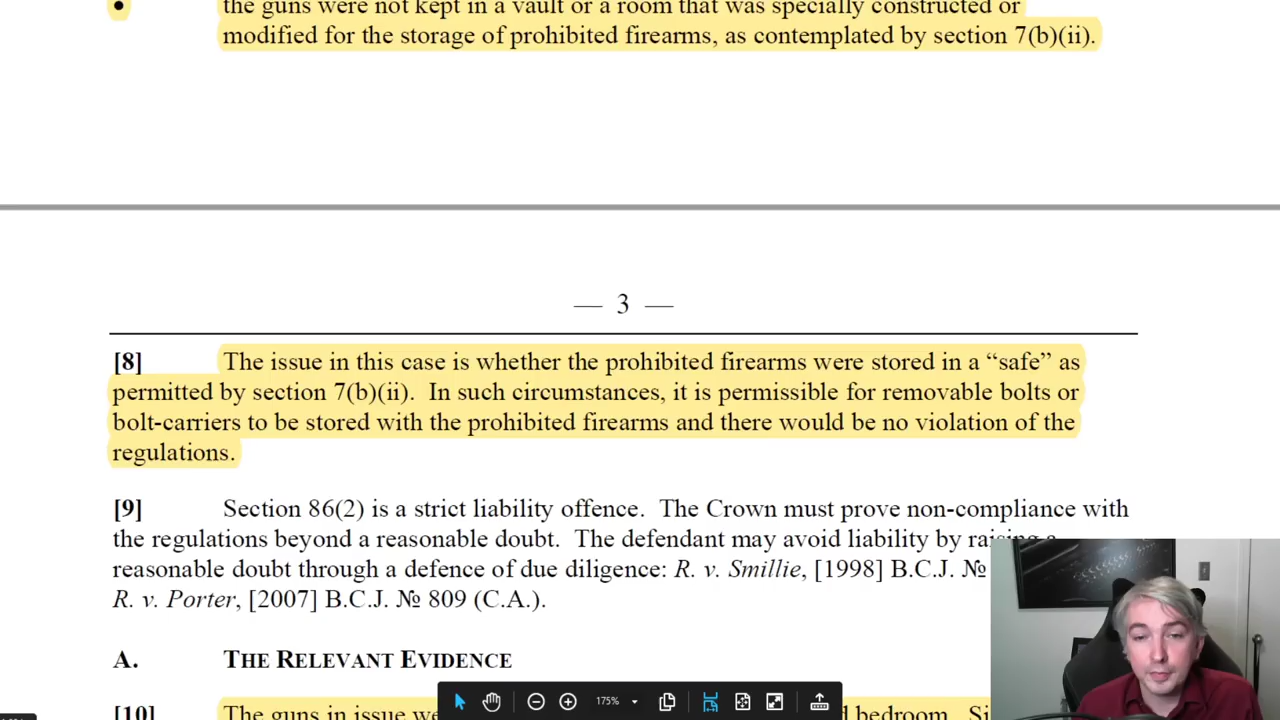 • the guns were not kept in a vault or a room that was specially constructed or
modified for the storage of prohibited firearms, as contemplated by section 7(b)(ii).
— 3 —
[8] The issue in this case is whether the prohibited firearms were stored in a “safe” as
permitted by section 7(b)(ii). In such circumstances, it is permissible for removable bolts or
bolt-carriers to be stored with the prohibited firearms and there would be no violation of the
regulations.
[9] Section 86(2) is a strict liability offence. The Crown must prove non-compliance with
the regulations beyond a reasonable doubt. The defendant may avoid liability by raising a
reasonable doubt through a defence of due diligence: R. v. Smillie, [1998] B.C.J. №
R. v. Porter, [2007] B.C.J. № 809 (C.A.).
A. THE RELEVANT EVIDENCE
[10] The guns in issue bedroom.
175%